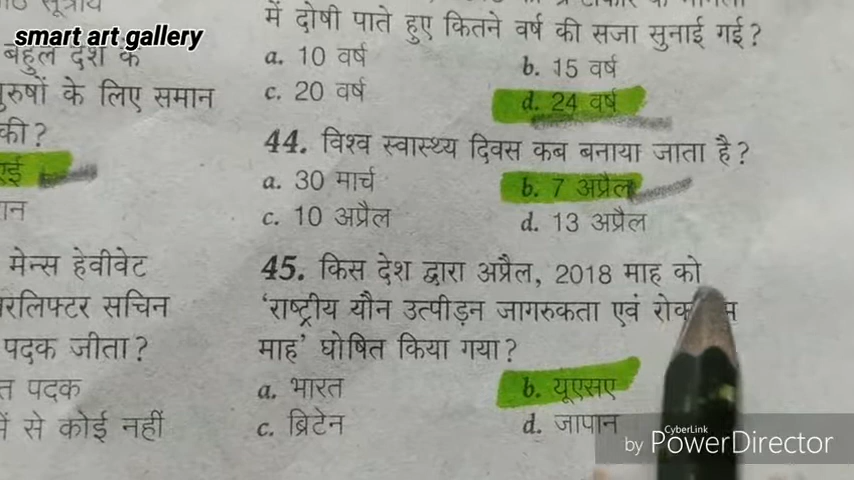 smart art gallery
बहुल देश के
पुरुषों के लिए समान
की?
मेन्स हेवीवेट
सचिन
पदक जीता?
पदक
से कोई नहीं
में दोषी पाते हुए कितने वर्ष की सजा सुनाई गई?
a. 10 वर्ष
b. 15 वर्ष
c. 20 वर्ष
d. 24 वर्ष
44. विश्व स्वास्थ्य दिवस कब बनाया जाता है?
a. 30 मार्च
b. 7 अप्रैल
c. 10 अप्रैल
d. 13 अप्रैल
45. किस देश द्वारा अप्रैल, 2018 माह को
‘राष्ट्रीय यौन उत्पीड़न जागरुकता एवं
माह’ घोषित किया गया?
a. भारत
b. यूएसए
c. ब्रिटेन
d. जापान
CyberLink
by PowerDirector